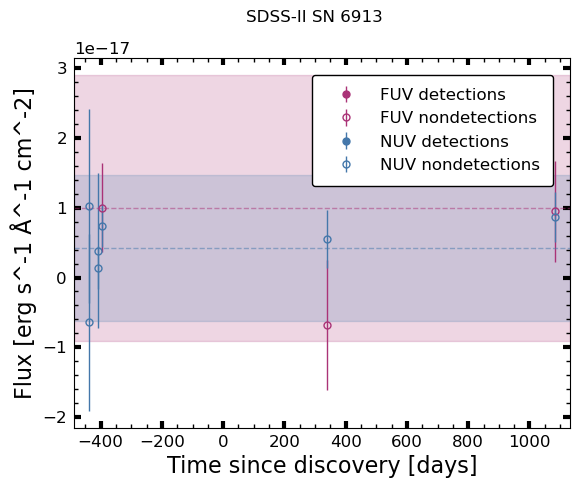 SDSS-II SN 6913
1e−17
3
2
1
0
−1
−2
Flux [erg s^-1 Å^-1 cm^-2]
FUV detections
FUV nondetections
NUV detections
NUV nondetections
−400 −200 0 200 400 600 800 1000
Time since discovery [days]